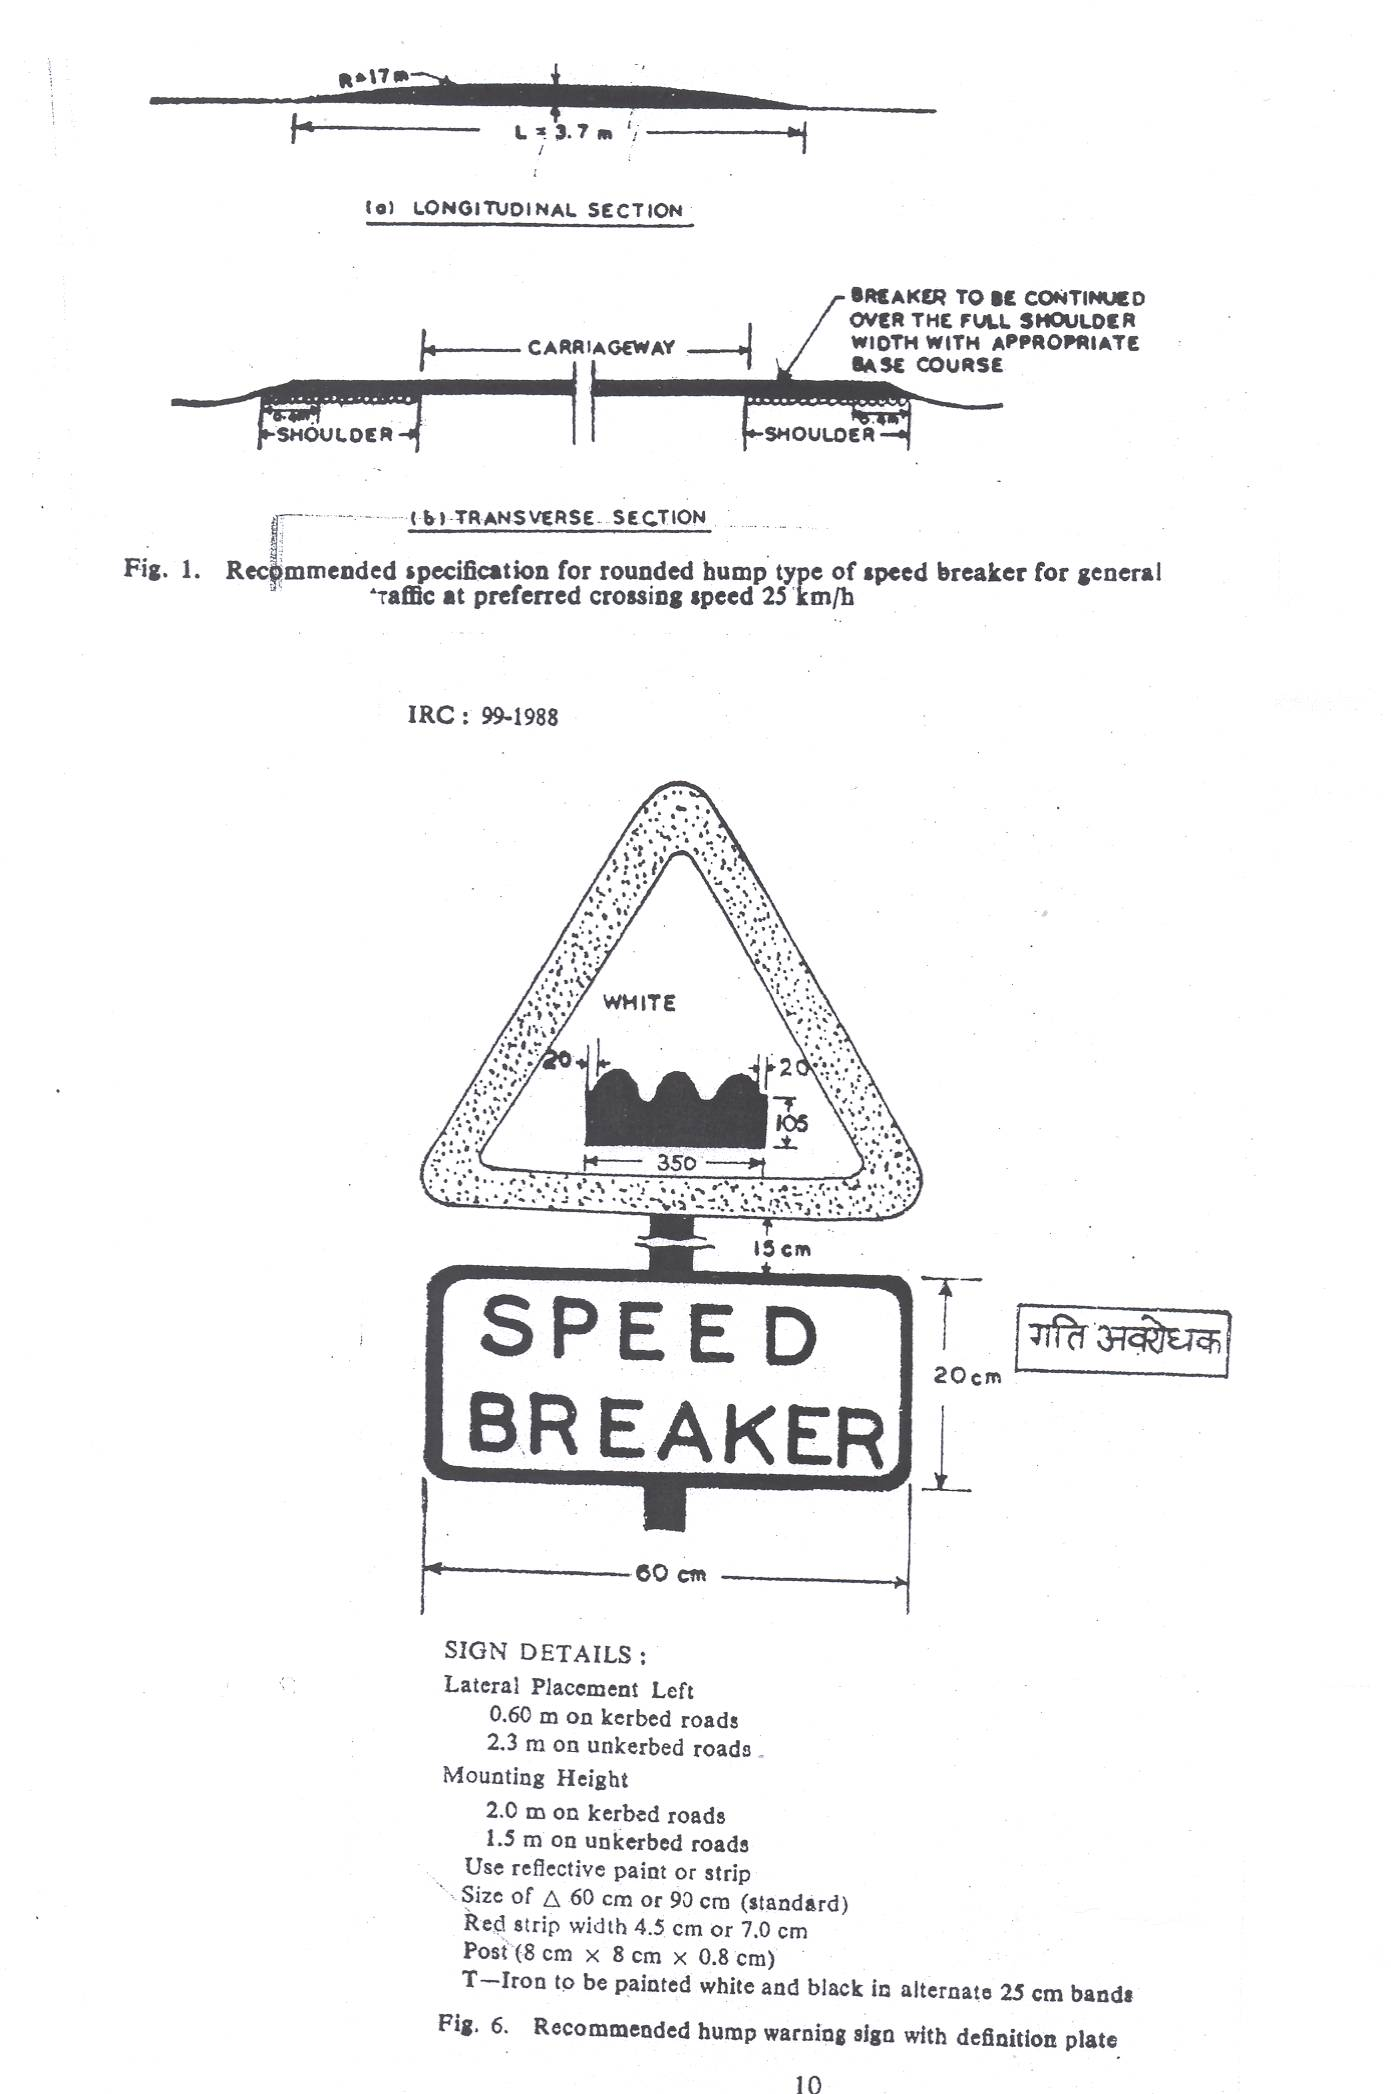 R=17 m
L = 3.7 m
(a) LONGITUDINAL SECTION
BREAKER TO BE CONTINUED
OVER THE FULL SHOULDER
WIDTH WITH APPROPRIATE
BASE COURSE
CARRIAGEWAY
SHOULDER
SHOULDER
(b) TRANSVERSE SECTION
Fig. 1. Recommended specification for rounded hump type of speed breaker for general
traffic at preferred crossing speed 25 km/h
IRC : 99-1988
WHITE
20
20
105
350
15 cm
SPEED
BREAKER
20 cm
गति अवरोधक
60 cm
SIGN DETAILS :
Lateral Placement Left
0.60 m on kerbed roads
2.3 m on unkerbed roads
Mounting Height
2.0 m on kerbed roads
1.5 m on unkerbed roads
Use reflective paint or strip
Size of △ 60 cm or 90 cm (standard)
Red strip width 4.5 cm or 7.0 cm
Post (8 cm × 8 cm × 0.8 cm)
T—Iron to be painted white and black in alternate 25 cm bands
Fig. 6. Recommended hump warning sign with definition plate
10